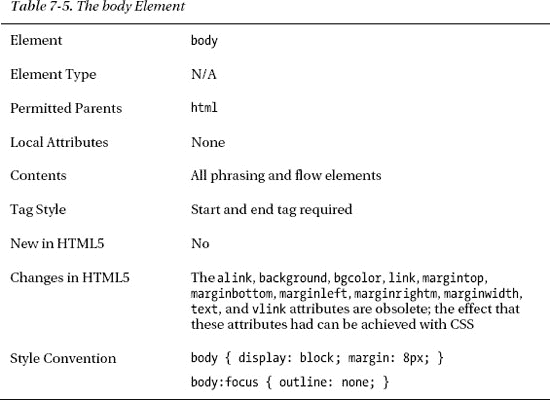 Table 7-5. The body Element
Element body
Element Type N/A
Permitted Parents html
Local Attributes None
Contents All phrasing and flow elements
Tag Style Start and end tag required
New in HTML5 No
Changes in HTML5 The alink, background, bgcolor, link, margintop,
marginbottom, marginleft, marginrightm, marginwidth,
text, and vlink attributes are obsolete; the effect that
these attributes had can be achieved with CSS
Style Convention body { display: block; margin: 8px; }
body:focus { outline: none; }